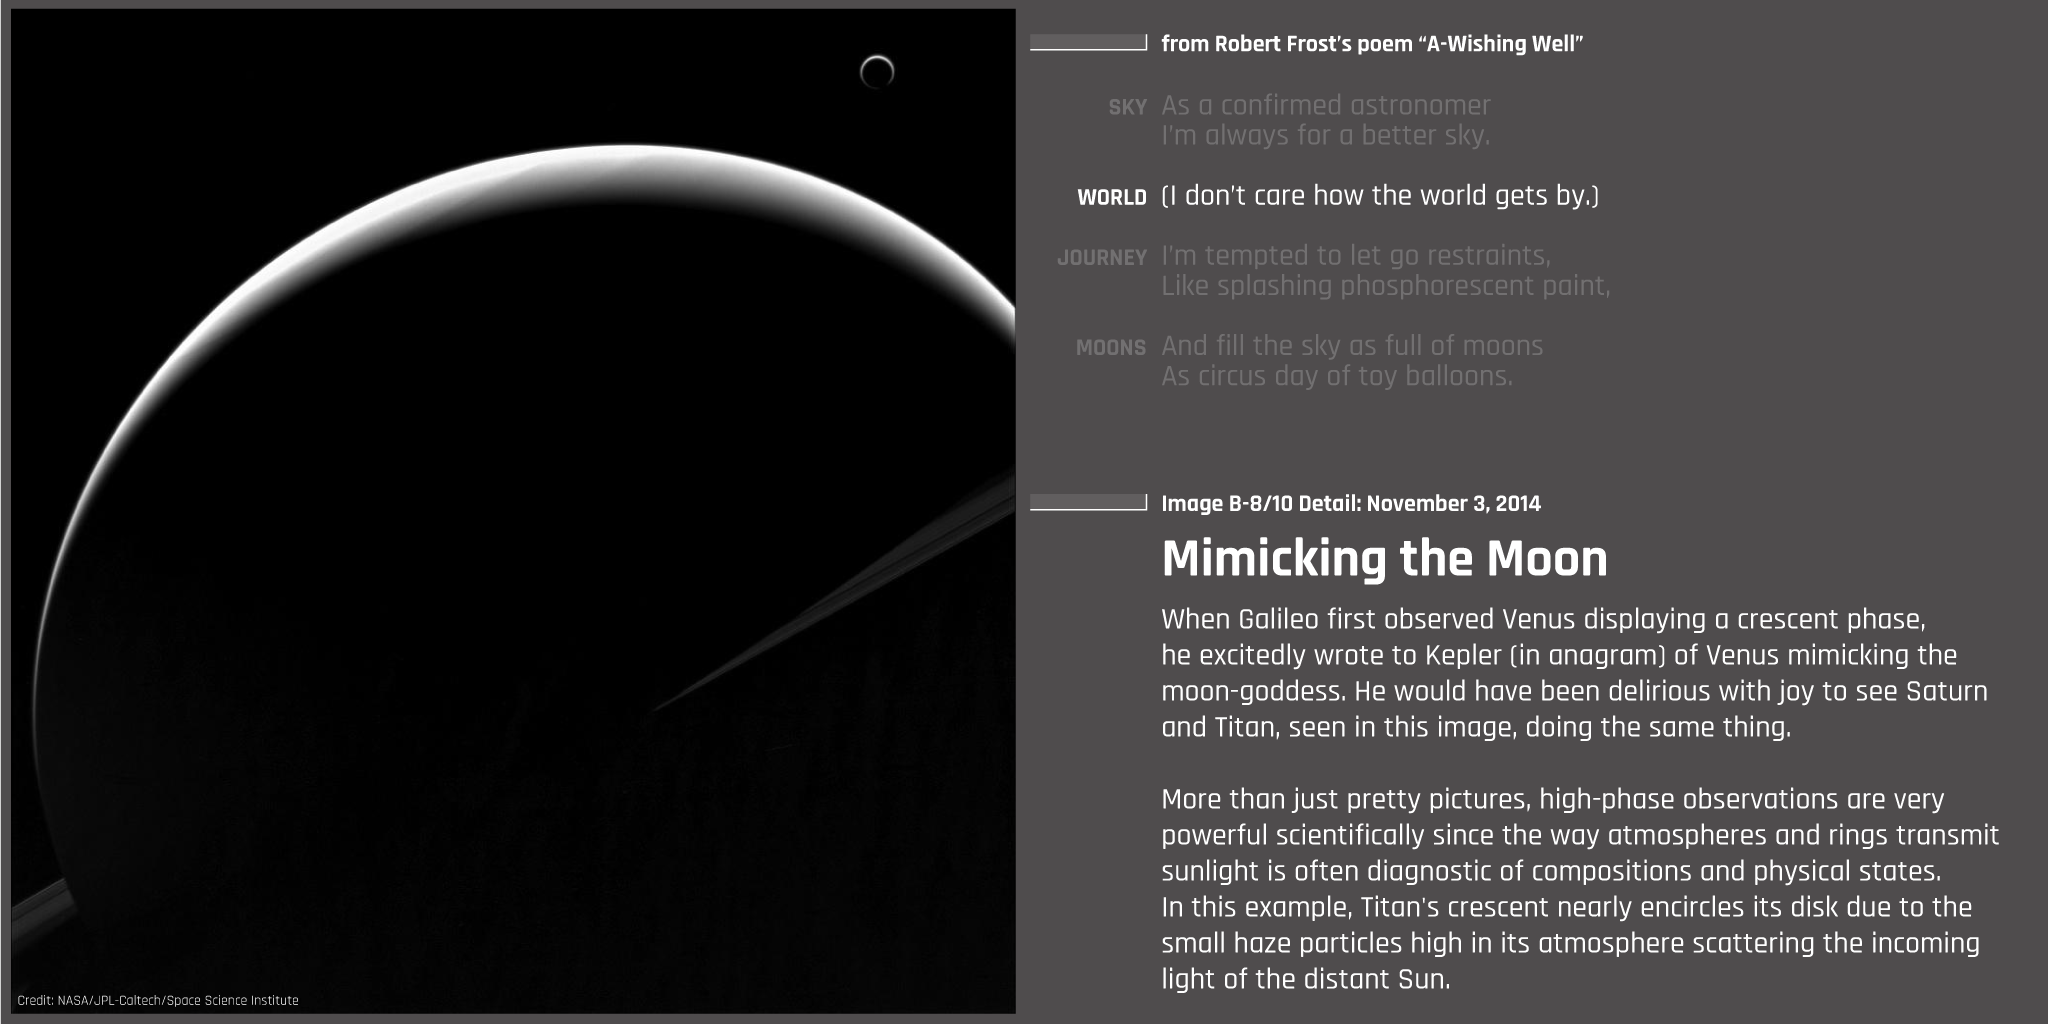 from Robert Frost’s poem “A-Wishing Well”
SKY As a confirmed astronomer
I’m always for a better sky.
WORLD (I don’t care how the world gets by.)
JOURNEY I’m tempted to let go restraints,
Like splashing phosphorescent paint,
MOONS And fill the sky as full of moons
As circus day of toy balloons.
Image B-8/10 Detail: November 3, 2014
Mimicking the Moon
When Galileo first observed Venus displaying a crescent phase,
he excitedly wrote to Kepler (in anagram) of Venus mimicking the
moon-goddess. He would have been delirious with joy to see Saturn
and Titan, seen in this image, doing the same thing.
More than just pretty pictures, high-phase observations are very
powerful scientifically since the way atmospheres and rings transmit
sunlight is often diagnostic of compositions and physical states.
In this example, Titan's crescent nearly encircles its disk due to the
small haze particles high in its atmosphere scattering the incoming
light of the distant Sun.
Credit: NASA/JPL-Caltech/Space Science Institute